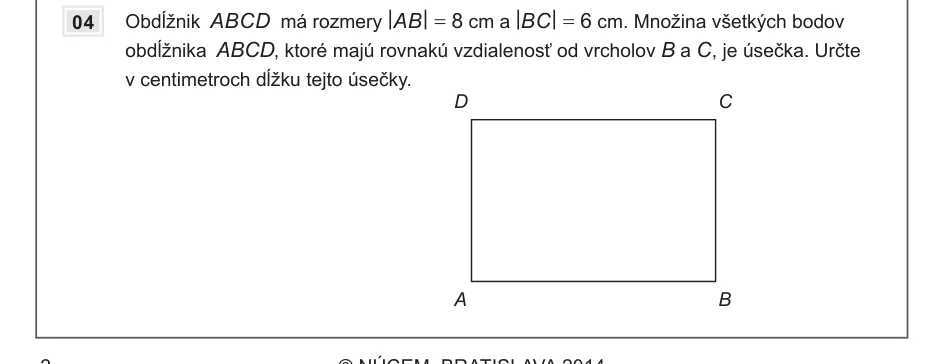 04 Obdĺžnik ABCD má rozmery |AB| = 8 cm a |BC| = 6 cm. Množina všetkých bodov
obdĺžnika ABCD, ktoré majú rovnakú vzdialenosť od vrcholov B a C, je úsečka. Určte
v centimetroch dĺžku tejto úsečky.
D C
A B
2 © NÚCEM, BRATISLAVA 2014